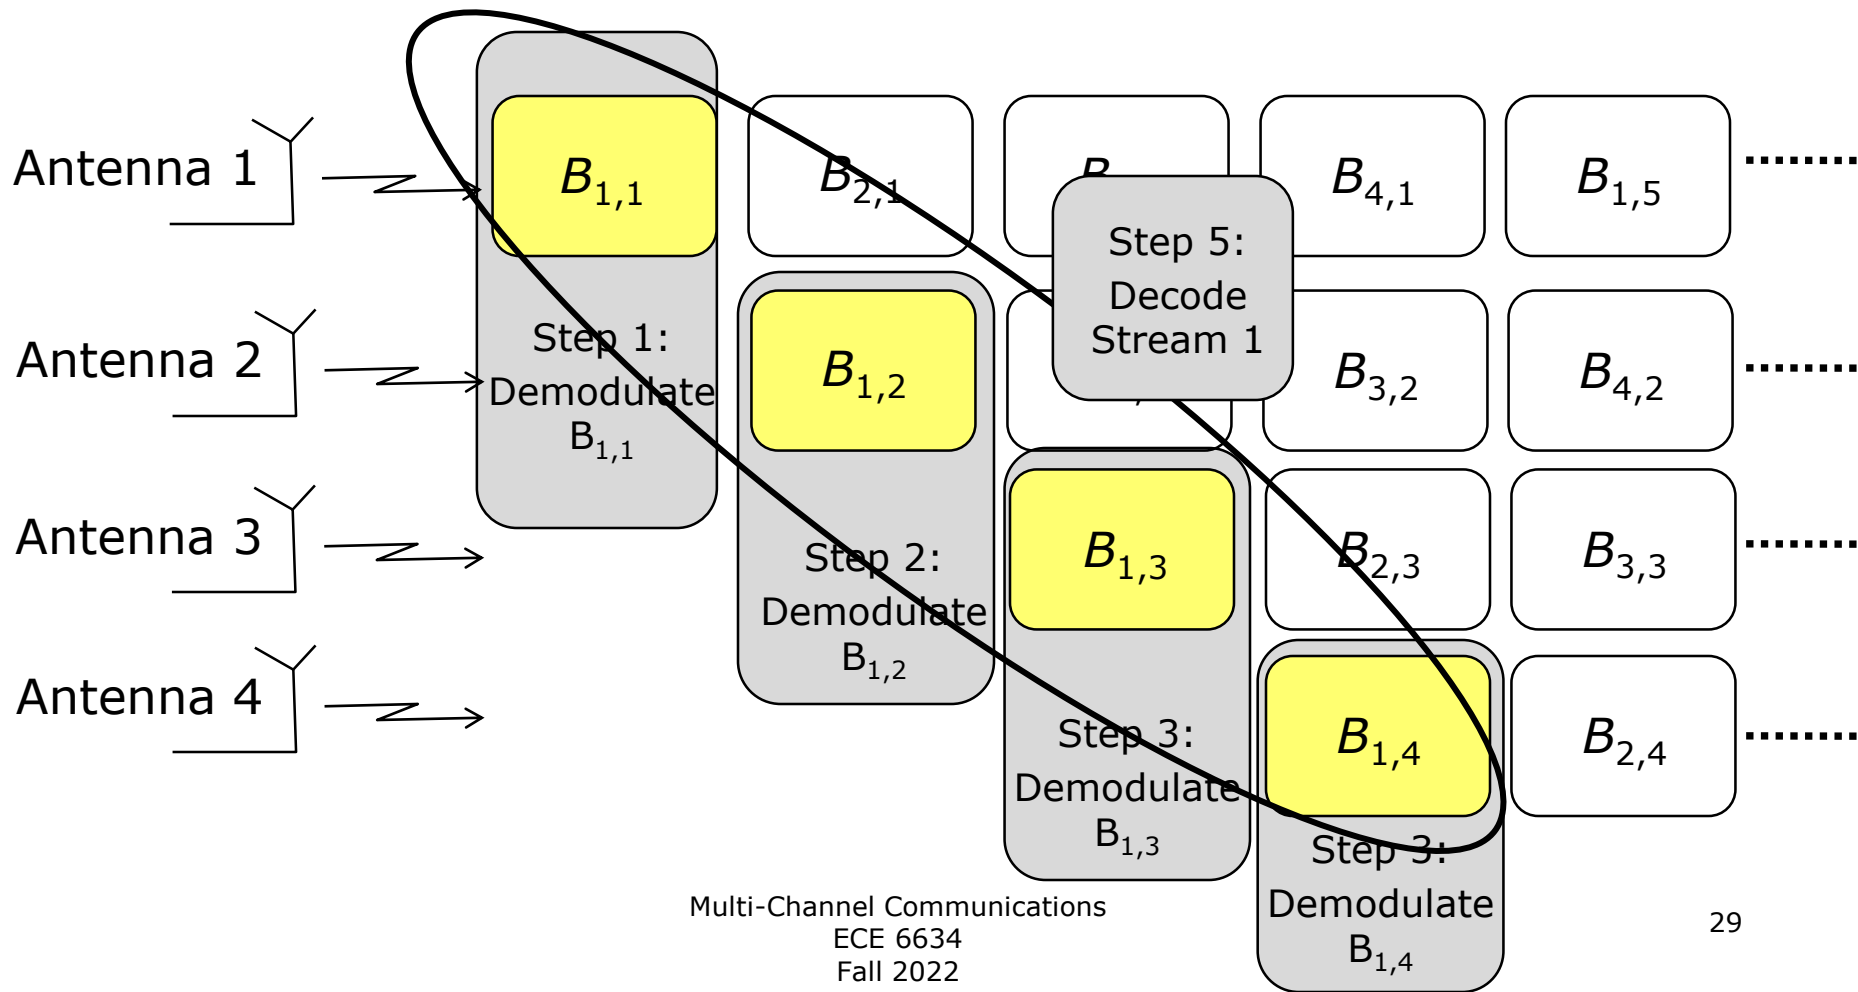 Antenna 1
B1,1
B2,1
B
B4,1
B1,5
........
Step 5:
Decode
Stream 1
Antenna 2
Step 1:
Demodulate
B1,1
B1,2
B3,2
B4,2
........
Antenna 3
Step 2:
Demodulate
B1,2
B1,3
B2,3
B3,3
........
Antenna 4
Step 3:
Demodulate
B1,3
B1,4
B2,4
........
Step 3:
Demodulate
B1,4
Multi-Channel Communications
ECE 6634
Fall 2022
29